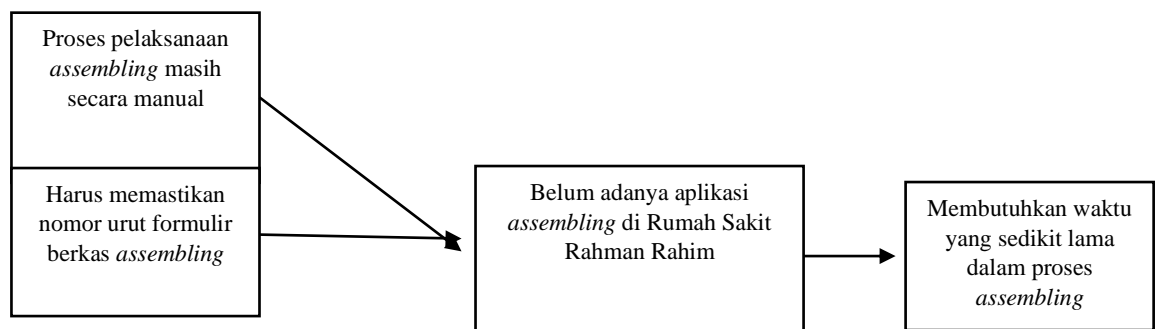 Proses pelaksanaan
assembling masih
secara manual
Harus memastikan
nomor urut formulir
berkas assembling
Belum adanya aplikasi
assembling di Rumah Sakit
Rahman Rahim
Membutuhkan waktu
yang sedikit lama
dalam proses
assembling